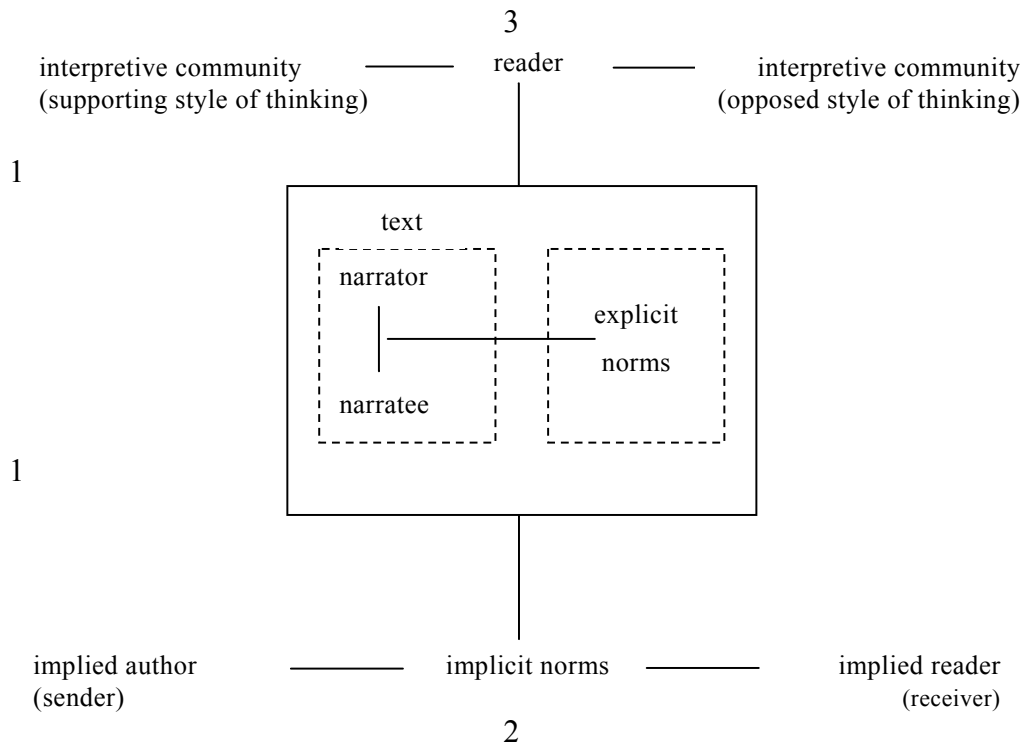 3
interpretive community
(supporting style of thinking)
reader
interpretive community
(opposed style of thinking)
1
text
narrator
explicit
norms
narratee
1
implied author
(sender)
implicit norms
implied reader
(receiver)
2